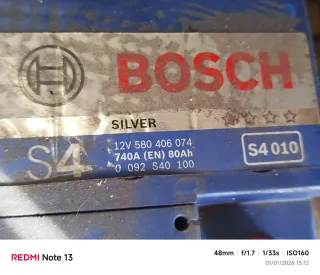 BOSCH
SILVER
S4
12V 580 406 074
740A (EN) 80Ah
0 092 S40 100
S4 010
REDMI Note 13
48mm | f/1.7 | 1/33s | ISO160
01/01/2026 15:12